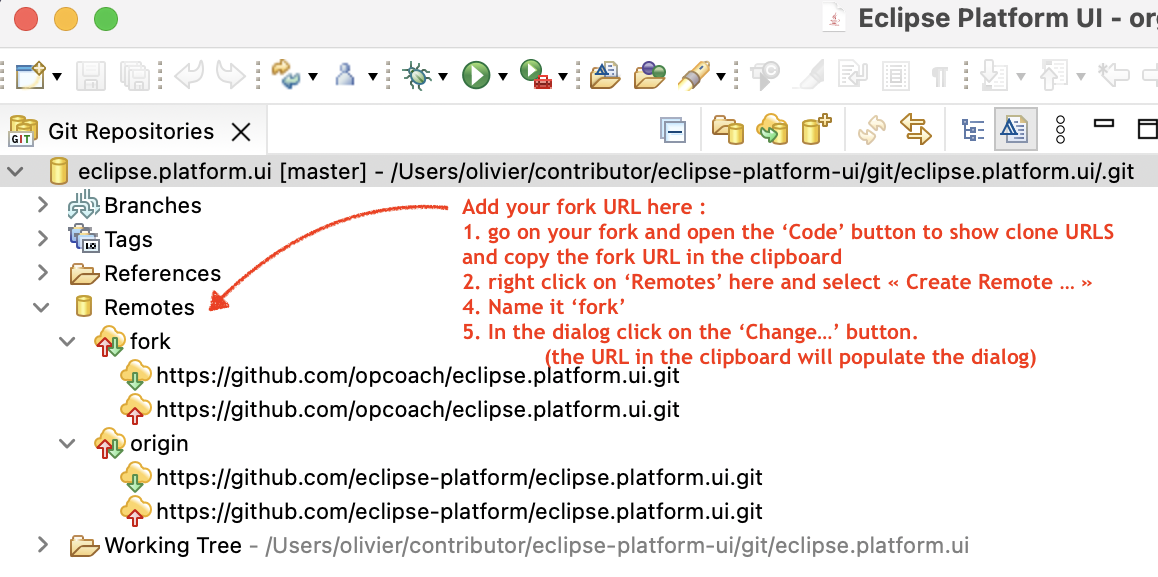 Eclipse Platform UI - org
Git Repositories
eclipse.platform.ui [master] - /Users/olivier/contributor/eclipse-platform-ui/git/eclipse.platform.ui/.git
Branches
Tags
References
Remotes
Add your fork URL here :
1. go on your fork and open the ‘Code’ button to show clone URLS
and copy the fork URL in the clipboard
2. right click on ‘Remotes’ here and select « Create Remote … »
4. Name it ‘fork’
5. In the dialog click on the ‘Change…’ button.
(the URL in the clipboard will populate the dialog)
fork
https://github.com/opcoach/eclipse.platform.ui.git
https://github.com/opcoach/eclipse.platform.ui.git
origin
https://github.com/eclipse-platform/eclipse.platform.ui.git
https://github.com/eclipse-platform/eclipse.platform.ui.git
Working Tree - /Users/olivier/contributor/eclipse-platform-ui/git/eclipse.platform.ui